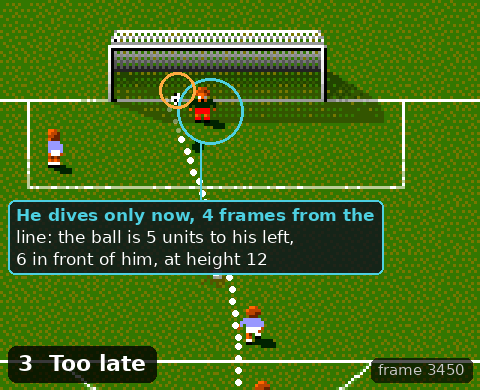 He dives only now, 4 frames from the
line: the ball is 5 units to his left,
6 in front of him, at height 12
3 Too late
frame 3450